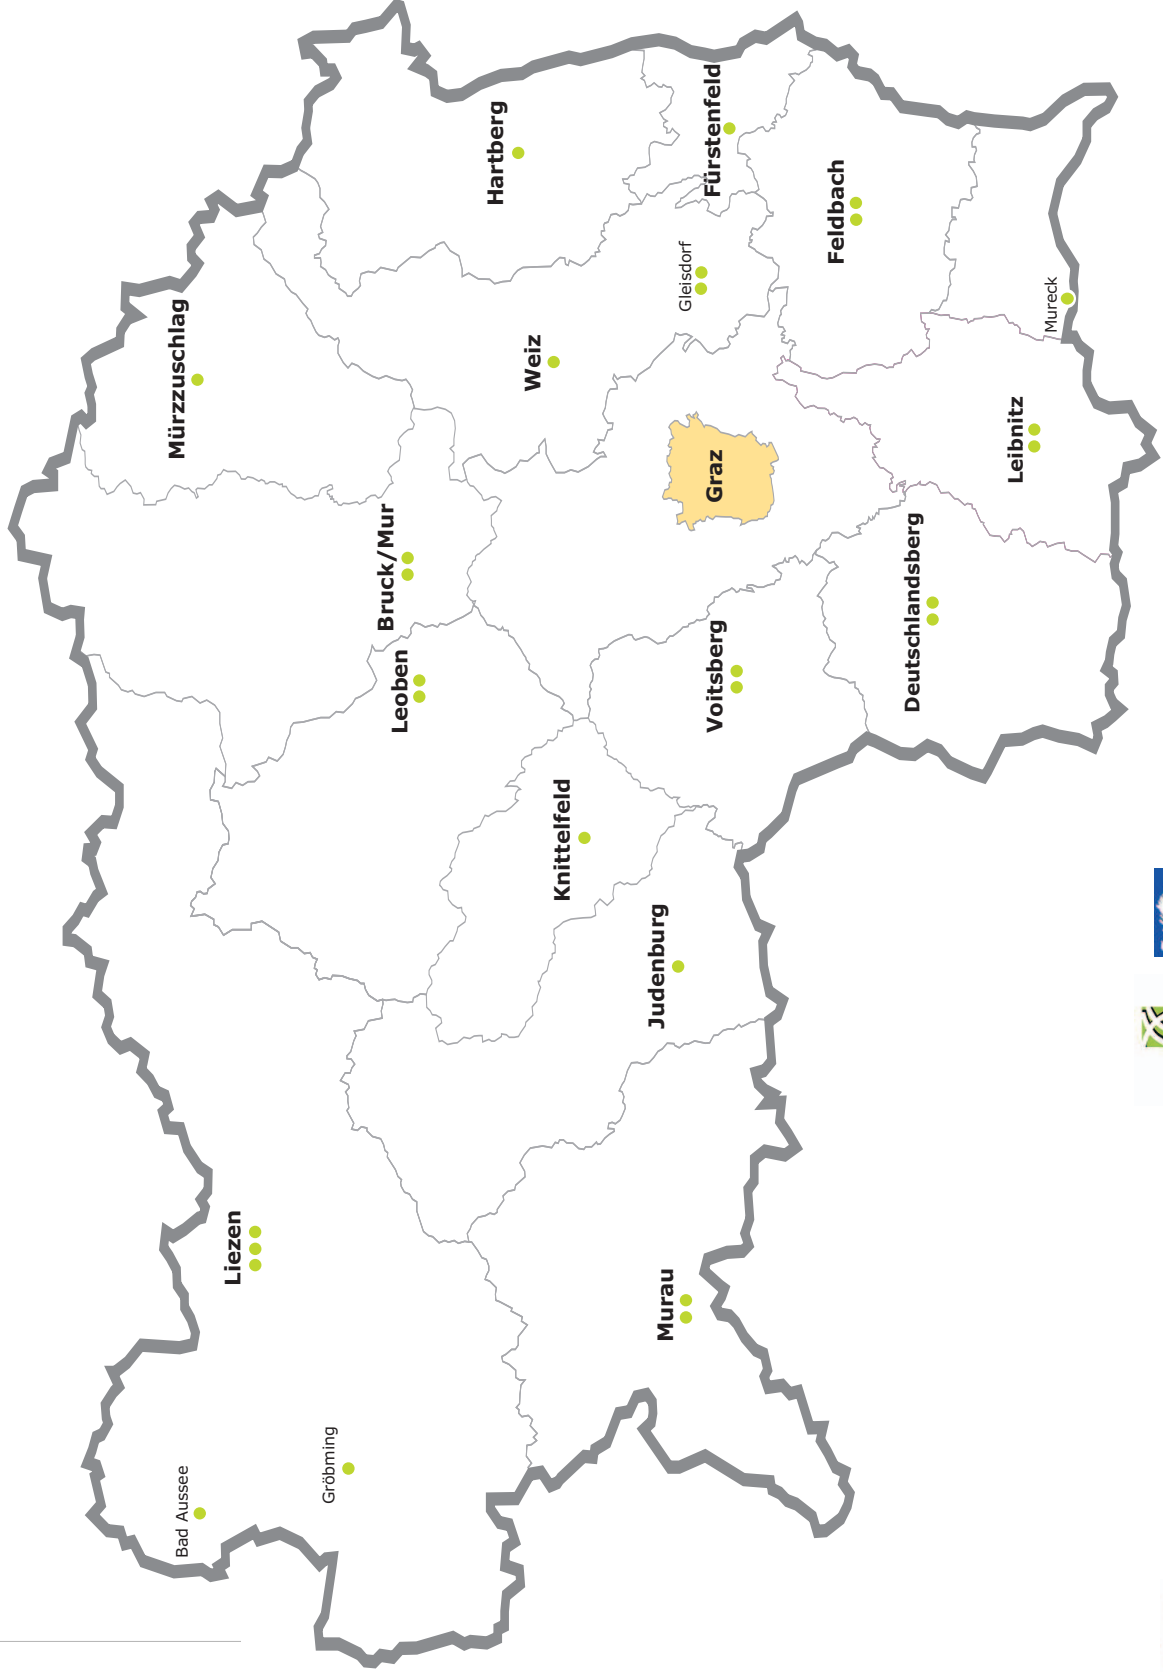 Bad Aussee
Gröbming
Liezen
Murau
Judenburg
Knittelfeld
Leoben
Bruck/Mur
Mürzzuschlag
Voitsberg
Deutschlandsberg
Graz
Leibnitz
Weiz
Gleisdorf
Mureck
Hartberg
Fürstenfeld
Feldbach